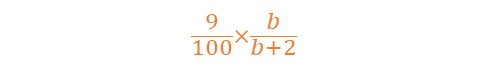 9/100 × b/(b+2)